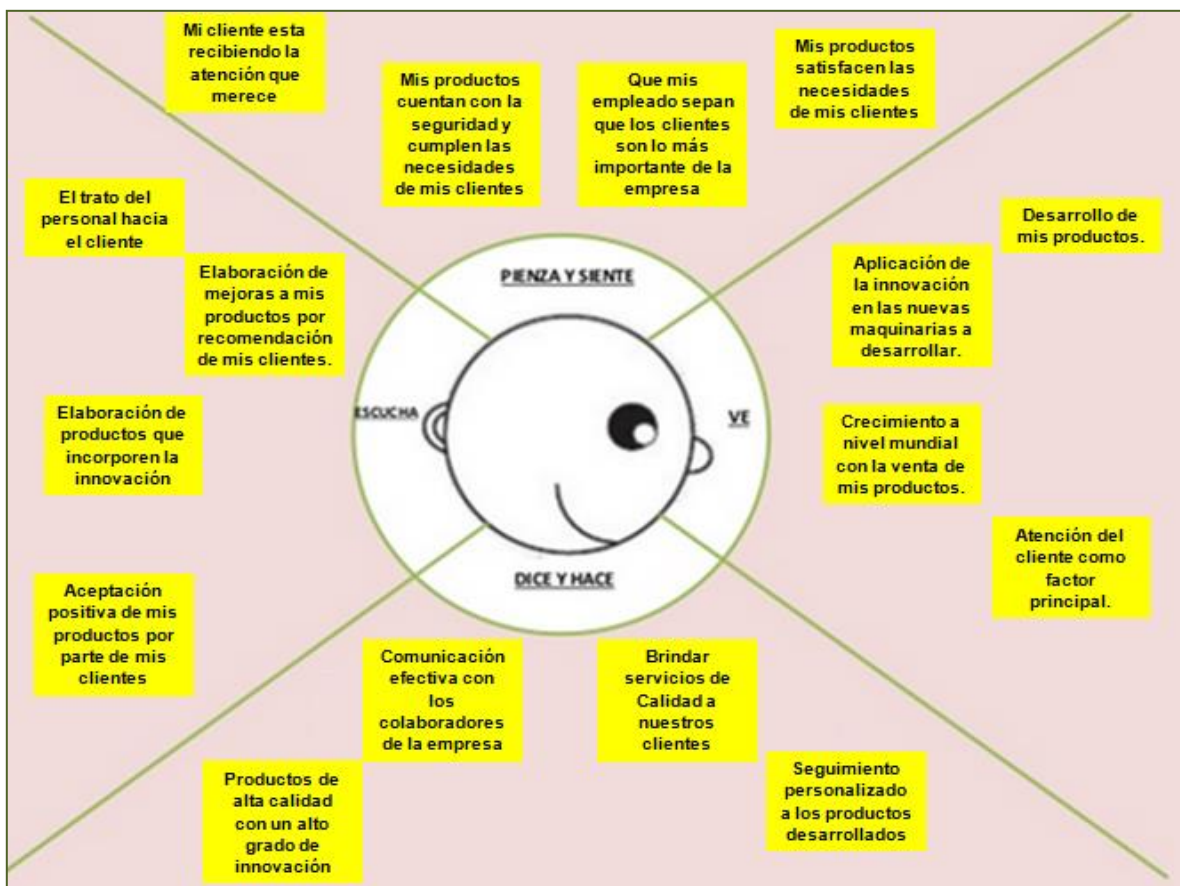 Mi cliente esta
recibiendo la
atención que
merece
Mis productos
cuentan con la
seguridad y
cumplen las
necesidades
de mis clientes
Que mis
empleado sepan
que los clientes
son lo más
importante de la
empresa
Mis productos
satisfacen las
necesidades
de mis clientes
El trato del
personal hacia
el cliente
Elaboración de
mejoras a mis
productos por
recomendación
de mis clientes.
Elaboración de
productos que
incorporen la
innovación
Aceptación
positiva de mis
productos por
parte de mis
clientes
PIENZA Y SIENTE
ESCUCHA
VE
DICE Y HACE
Desarrollo de
mis productos.
Aplicación de
la innovación
en las nuevas
maquinarias a
desarrollar.
Crecimiento a
nivel mundial
con la venta de
mis productos.
Atención del
cliente como
factor
principal.
Comunicación
efectiva con
los
colaboradores
de la empresa
Productos de
alta calidad
con un alto
grado de
innovación
Brindar
servicios de
Calidad a
nuestros
clientes
Seguimiento
personalizado
a los productos
desarrollados